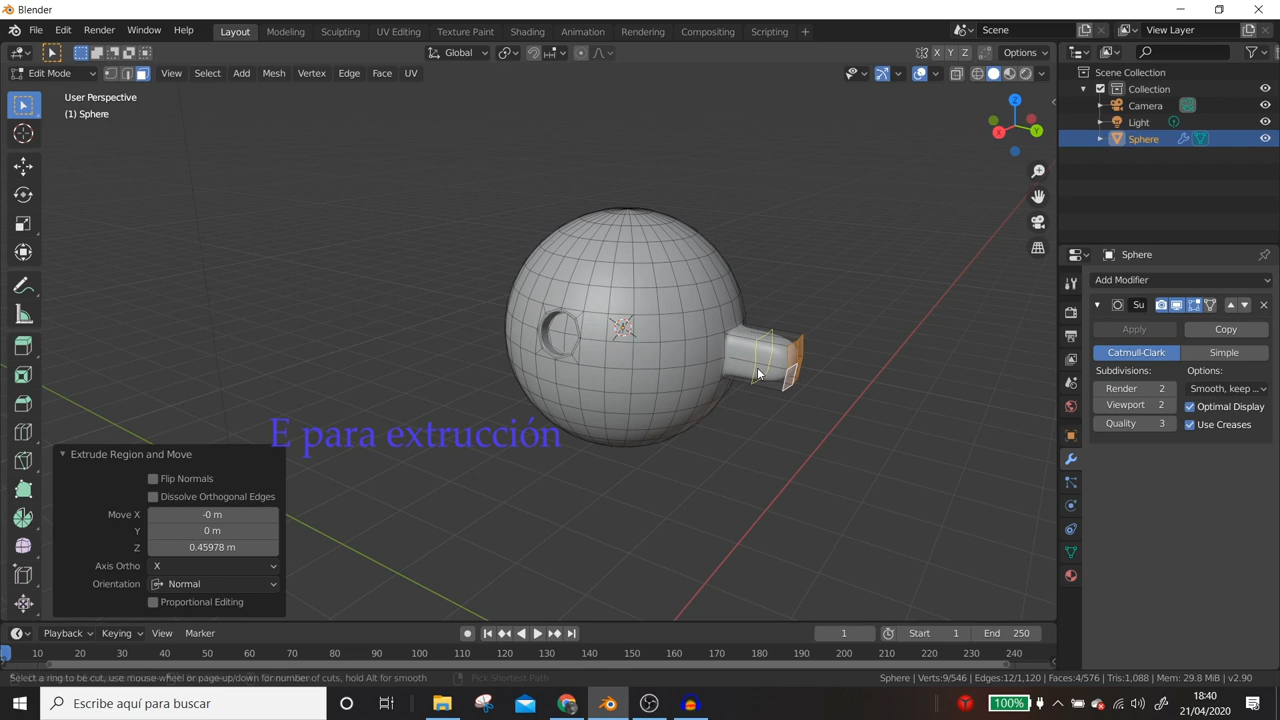 Blender
File Edit Render Window Help
Layout Modeling Sculpting UV Editing Texture Paint Shading Animation Rendering Compositing Scripting +
Scene
View Layer
Global
X Y Z
Options
Edit Mode
View Select Add Mesh Vertex Edge Face UV
User Perspective
(1) Sphere
Z
X
Y
Scene Collection
Collection
Camera
Light
Sphere
Sphere
Add Modifier
Su
Apply
Copy
Catmull-Clark
Simple
Subdivisions:
Options:
Render 2
Smooth, keep ...
Viewport 2
Optimal Display
Quality 3
Use Creases
E para extrucción
Extrude Region and Move
Flip Normals
Dissolve Orthogonal Edges
Move X -0 m
Y 0 m
Z 0.45978 m
Axis Ortho X
Orientation Normal
Proportional Editing
Playback Keying View Marker
1
Start 1
End 250
10 20 30 40 50 60 70 80 90 100 110 120 130 140 150 160 170 180 190 200 210 220 230 240
Select a ring to be cut, use mouse-wheel or page-up/down for number of cuts, hold Alt for smooth
Pick Shortest Path
Sphere | Verts:9/546 | Edges:12/1,120 | Faces:4/576 | Tris:1,088 | Mem: 29.8 MiB | v2.90
Escribe aquí para buscar
100%
18:40
21/04/2020